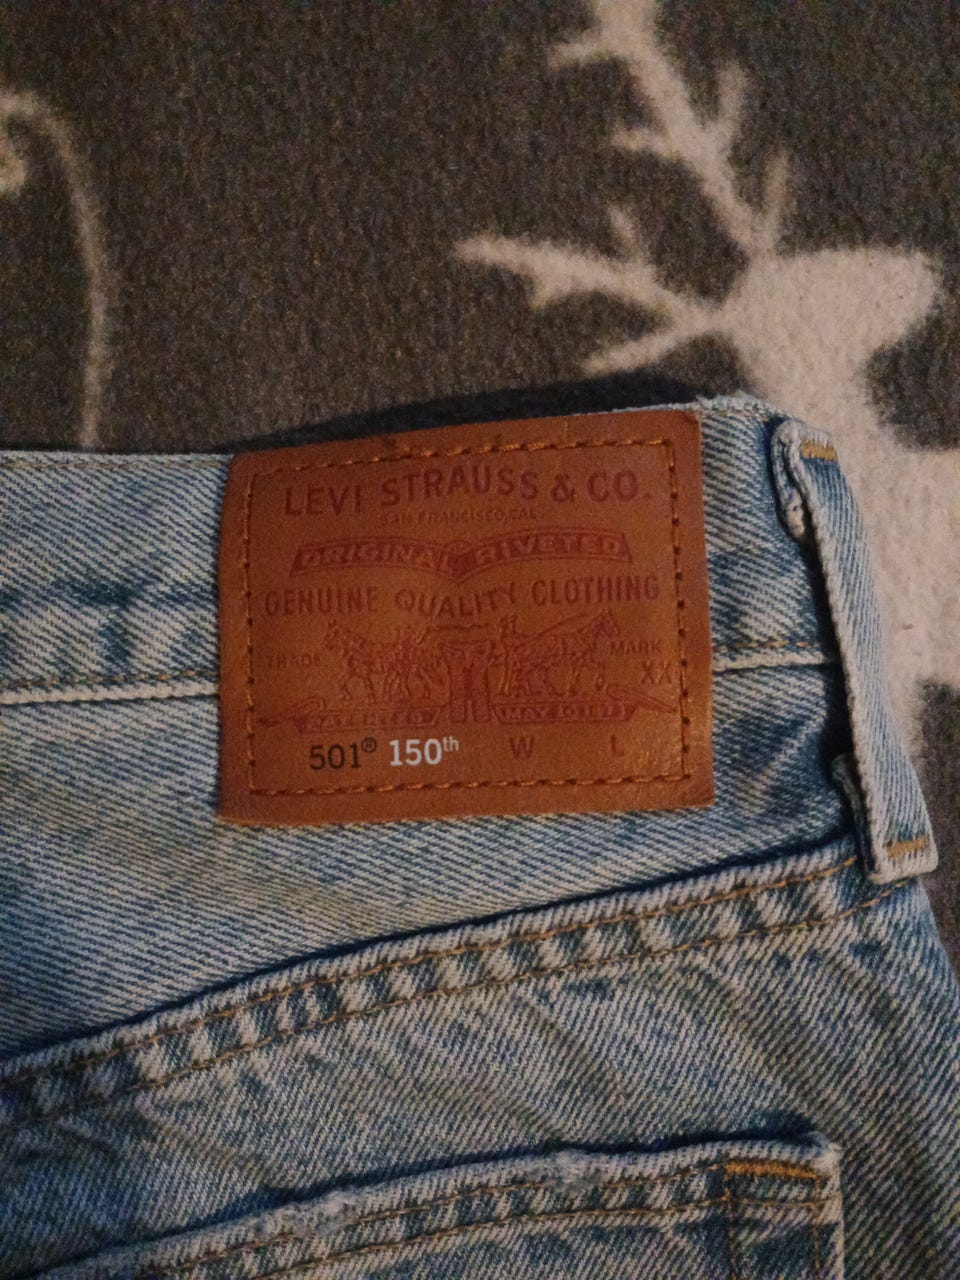 LEVI STRAUSS & CO.
SAN FRANCISCO, CAL.
ORIGINAL RIVETED
GENUINE QUALITY CLOTHING
TRADE MARK
XX
PATENTED MAY 20 1873
501® 150th W L